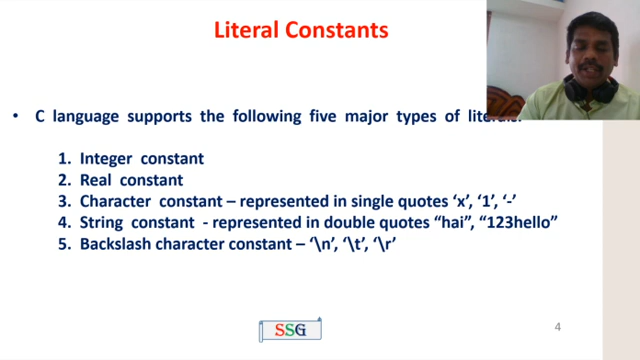 Literal Constants
• C language supports the following five major types of literals.
1. Integer constant
2. Real constant
3. Character constant – represented in single quotes ‘x’, ‘1’, ‘-’
4. String constant - represented in double quotes “hai”, “123hello”
5. Backslash character constant – ‘\n’, ‘\t’, ‘\r’
SSG
4